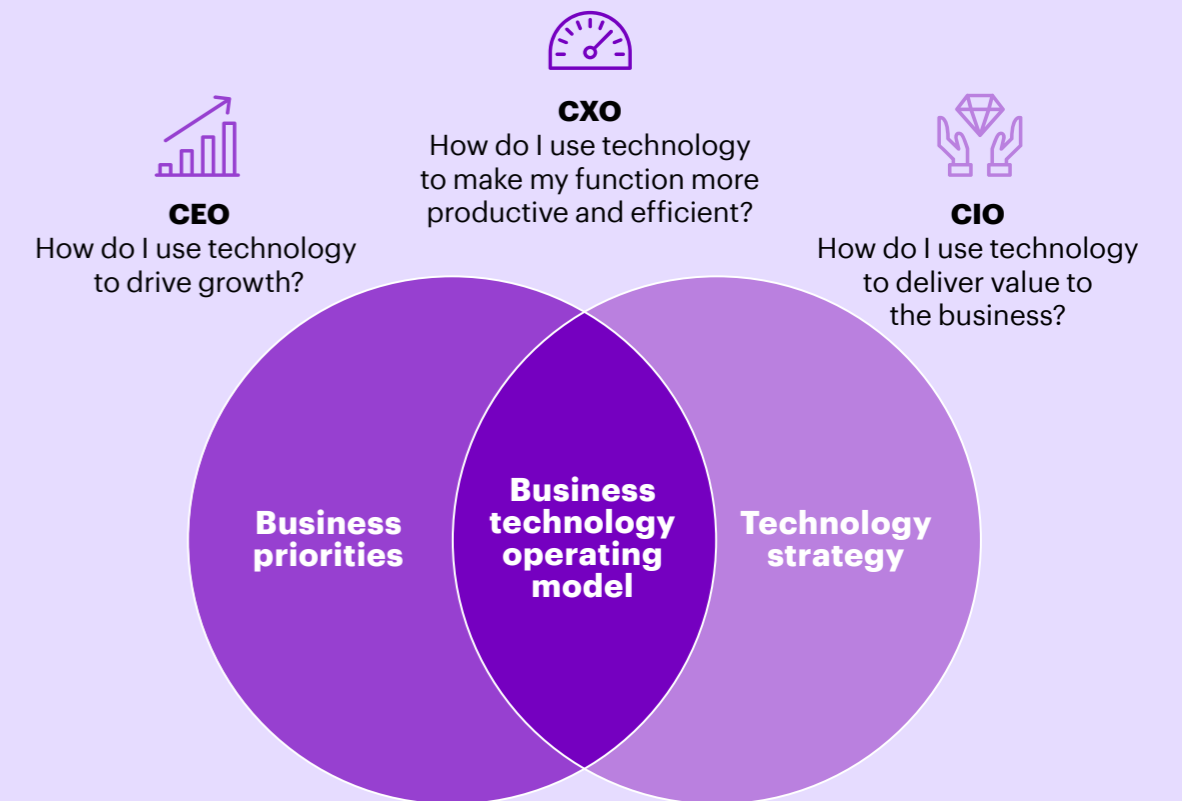 CXO
How do I use technology
to make my function more
productive and efficient?
CEO
How do I use technology
to drive growth?
CIO
How do I use technology
to deliver value to
the business?
Business
priorities
Business
technology
operating
model
Technology
strategy